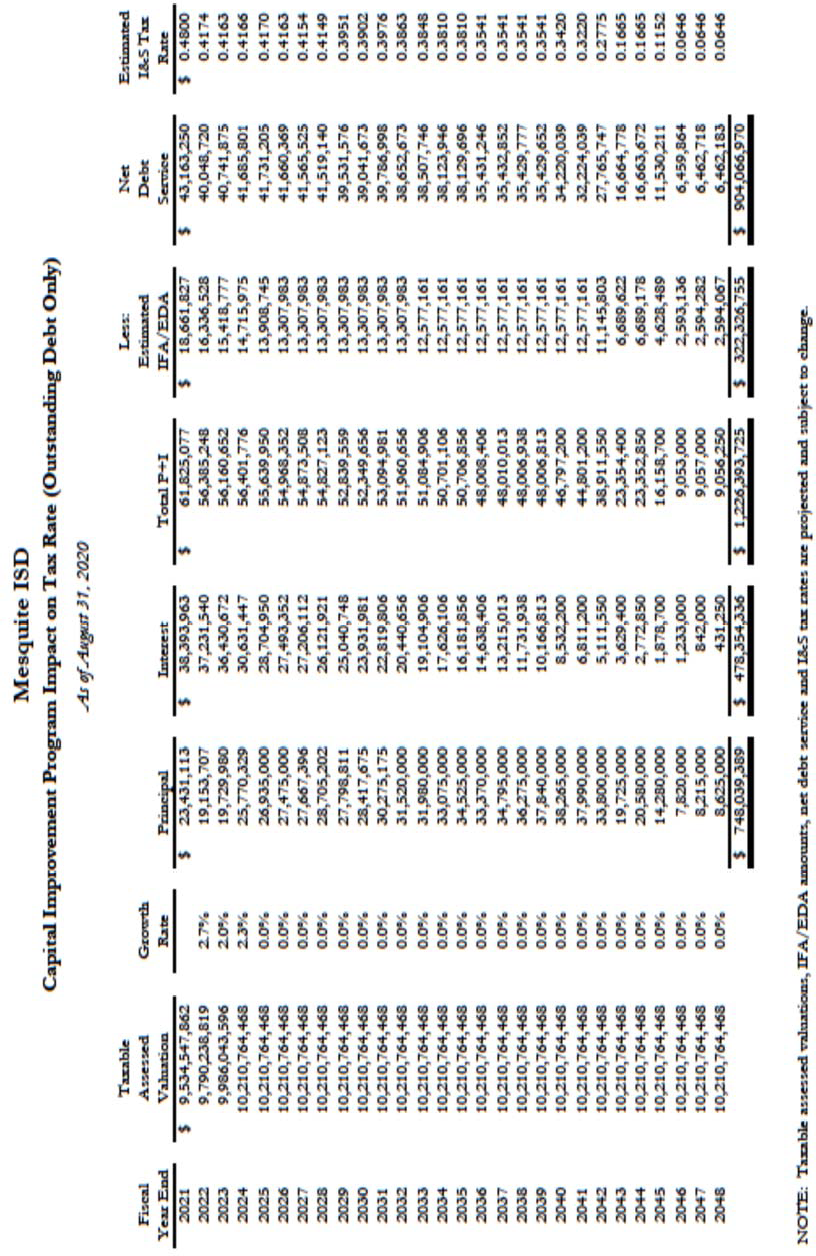 Mesquite ISD
Capital Improvement Program Impact on Tax Rate (Outstanding Debt Only)
As of August 31, 2020
Taxable Less: Net
Fiscal Assessed Growth Estimated Debt Estimated I&S Tax
Year End Valuation Rate Principal Interest Total P+I IFA/EDA Service Rate
2021 $ 9,534,547,862 $ 23,431,113 $ 38,393,963 $ 61,825,077 $ 18,661,827 $ 43,163,250 $ 0.4800
2022 9,790,238,819 2.7% 19,153,707 37,231,540 56,385,248 16,336,528 40,048,720 0.4174
2023 9,986,043,596 2.0% 19,729,980 36,430,672 56,160,652 15,418,777 40,741,875 0.4163
2024 10,210,764,468 2.3% 25,770,329 30,631,447 56,401,776 14,715,975 41,685,801 0.4166
2025 10,210,764,468 0.0% 26,935,000 28,704,950 55,639,950 13,908,745 41,731,205 0.4170
2026 10,210,764,468 0.0% 27,475,000 27,493,352 54,968,352 13,307,983 41,660,369 0.4163
2027 10,210,764,468 0.0% 27,667,396 27,206,112 54,873,508 13,307,983 41,565,525 0.4154
2028 10,210,764,468 0.0% 28,705,202 26,121,921 54,827,123 13,307,983 41,519,140 0.4149
2029 10,210,764,468 0.0% 27,798,811 25,040,748 52,839,559 13,307,983 39,531,576 0.3951
2030 10,210,764,468 0.0% 28,417,675 23,931,981 52,349,656 13,307,983 39,041,673 0.3902
2031 10,210,764,468 0.0% 30,275,175 22,819,806 53,094,981 13,307,983 39,786,998 0.3976
2032 10,210,764,468 0.0% 31,520,000 20,440,656 51,960,656 13,307,983 38,652,673 0.3863
2033 10,210,764,468 0.0% 31,980,000 19,104,906 51,084,906 12,577,161 38,507,746 0.3848
2034 10,210,764,468 0.0% 33,075,000 17,626,106 50,701,106 12,577,161 38,123,946 0.3810
2035 10,210,764,468 0.0% 34,525,000 16,181,856 50,706,856 12,577,161 38,129,696 0.3810
2036 10,210,764,468 0.0% 33,370,000 14,638,406 48,008,406 12,577,161 35,431,246 0.3541
2037 10,210,764,468 0.0% 34,795,000 13,215,013 48,010,013 12,577,161 35,432,852 0.3541
2038 10,210,764,468 0.0% 36,275,000 11,731,938 48,006,938 12,577,161 35,429,777 0.3541
2039 10,210,764,468 0.0% 37,840,000 10,166,813 48,006,813 12,577,161 35,429,652 0.3541
2040 10,210,764,468 0.0% 38,265,000 8,532,200 46,797,200 12,577,161 34,220,039 0.3420
2041 10,210,764,468 0.0% 37,990,000 6,811,200 44,801,200 12,577,161 32,224,039 0.3220
2042 10,210,764,468 0.0% 33,800,000 5,111,550 38,911,550 11,145,803 27,765,747 0.2775
2043 10,210,764,468 0.0% 19,725,000 3,629,400 23,354,400 6,689,622 16,664,778 0.1665
2044 10,210,764,468 0.0% 20,580,000 2,772,850 23,352,850 6,689,178 16,663,672 0.1665
2045 10,210,764,468 0.0% 14,280,000 1,878,700 16,158,700 4,628,489 11,530,211 0.1152
2046 10,210,764,468 0.0% 7,820,000 1,233,000 9,053,000 2,593,136 6,459,864 0.0646
2047 10,210,764,468 0.0% 8,215,000 842,000 9,057,000 2,594,282 6,462,718 0.0646
2048 10,210,764,468 0.0% 8,625,000 431,250 9,056,250 2,594,067 6,462,183 0.0646
$ 748,039,389 $ 478,354,336 $ 1,226,393,725 $ 322,326,755 $ 904,066,970
NOTE: Taxable assessed valuations, IFA/EDA amounts, net debt service and I&S tax rates are projected and subject to change.